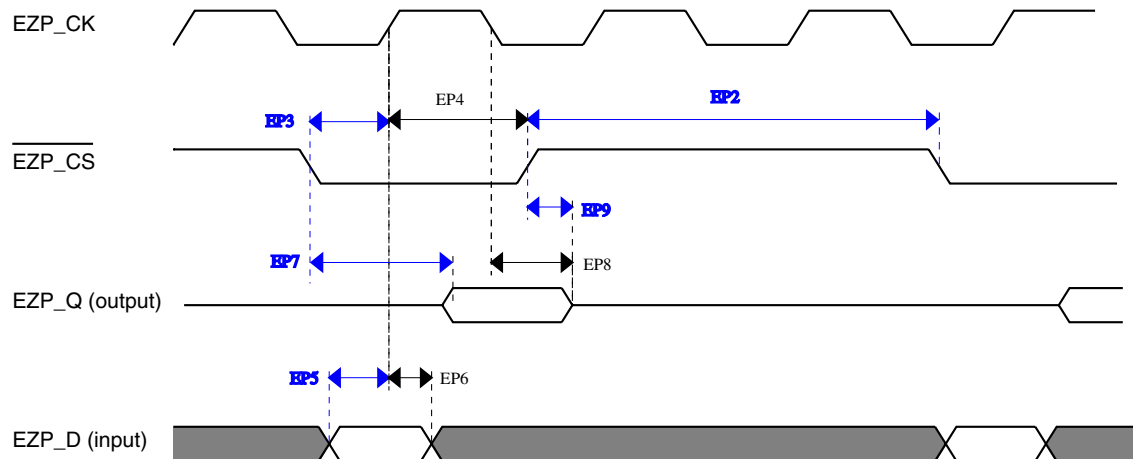 EZP_CK
EP4
EP2
EP3
EZP_CS
EP9
EP7
EP8
EZP_Q (output)
EP5
EP6
EZP_D (input)